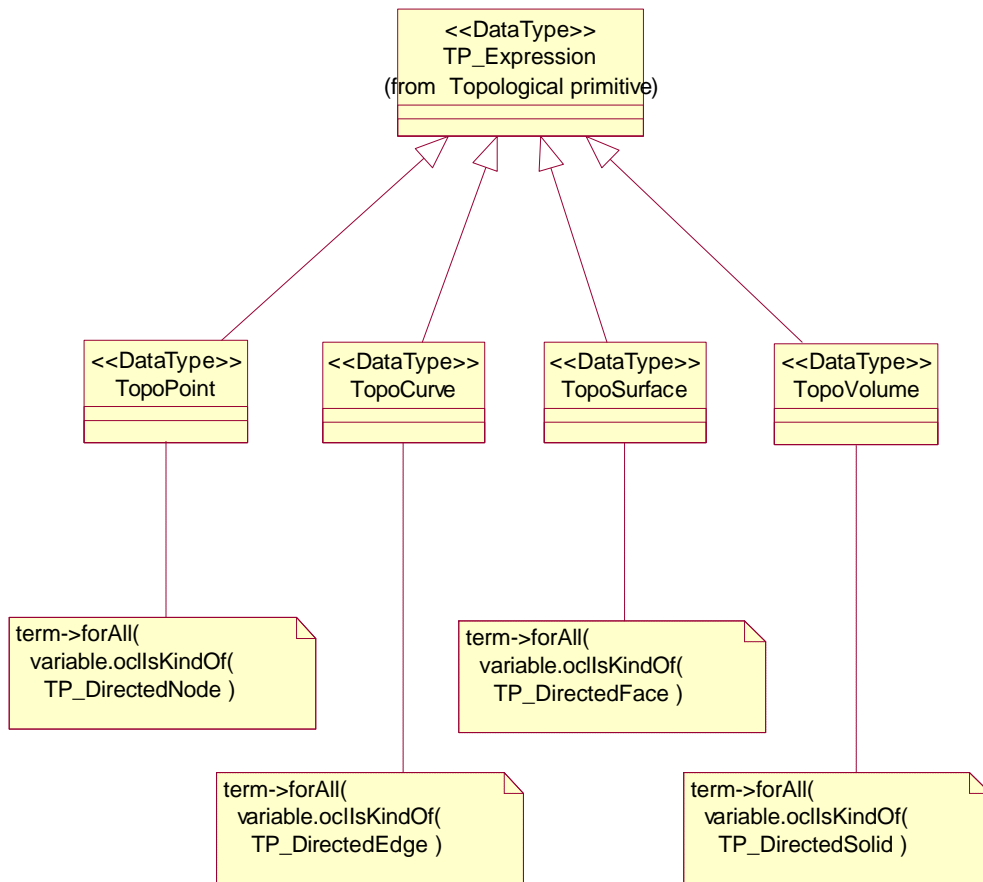 <<DataType>>
TP_Expression
(from Topological primitive)
<<DataType>>
TopoPoint
<<DataType>>
TopoCurve
<<DataType>>
TopoSurface
<<DataType>>
TopoVolume
term->forAll(
variable.oclIsKindOf(
TP_DirectedNode )
term->forAll(
variable.oclIsKindOf(
TP_DirectedFace )
term->forAll(
variable.oclIsKindOf(
TP_DirectedEdge )
term->forAll(
variable.oclIsKindOf(
TP_DirectedSolid )